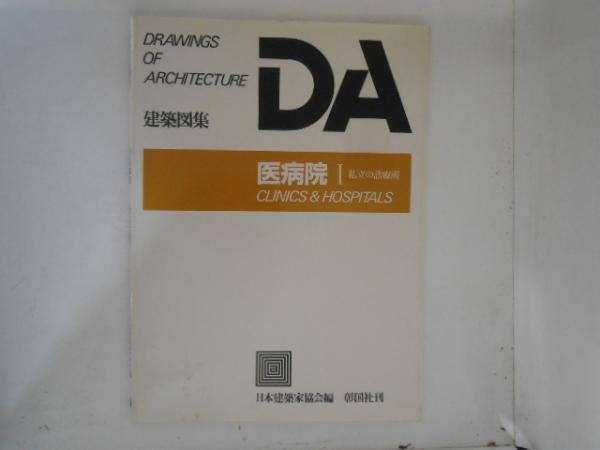 DRAWINGS
OF
ARCHITECTURE
DA
建築図集
医病院 I 私立の診療所
CLINICS & HOSPITALS
日本建築家協会編 彰国社刊